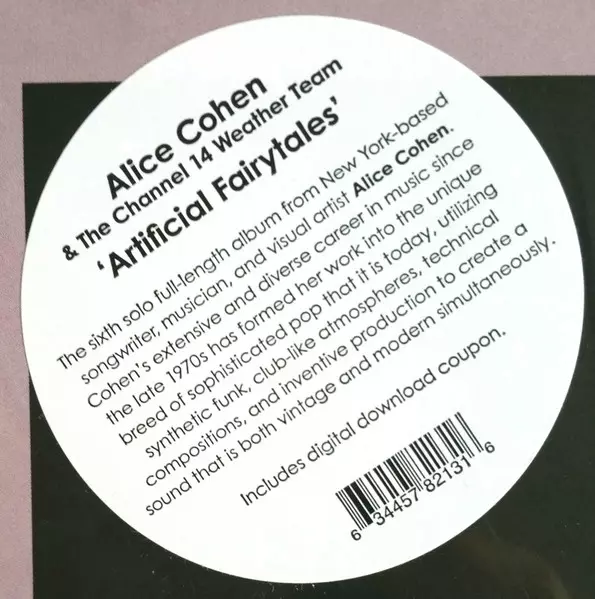 Alice Cohen
& The Channel 14 Weather Team
‘Artificial Fairytales’
The sixth solo full-length album from New York-based
songwriter, musician, and visual artist Alice Cohen.
Cohen's extensive and diverse career in music since
the late 1970s has formed her work into the unique
breed of sophisticated pop that it is today, utilizing
synthetic funk, club-like atmospheres, technical
compositions, and inventive production to create a
sound that is both vintage and modern simultaneously.
Includes digital download coupon.
6 34457 82131 6